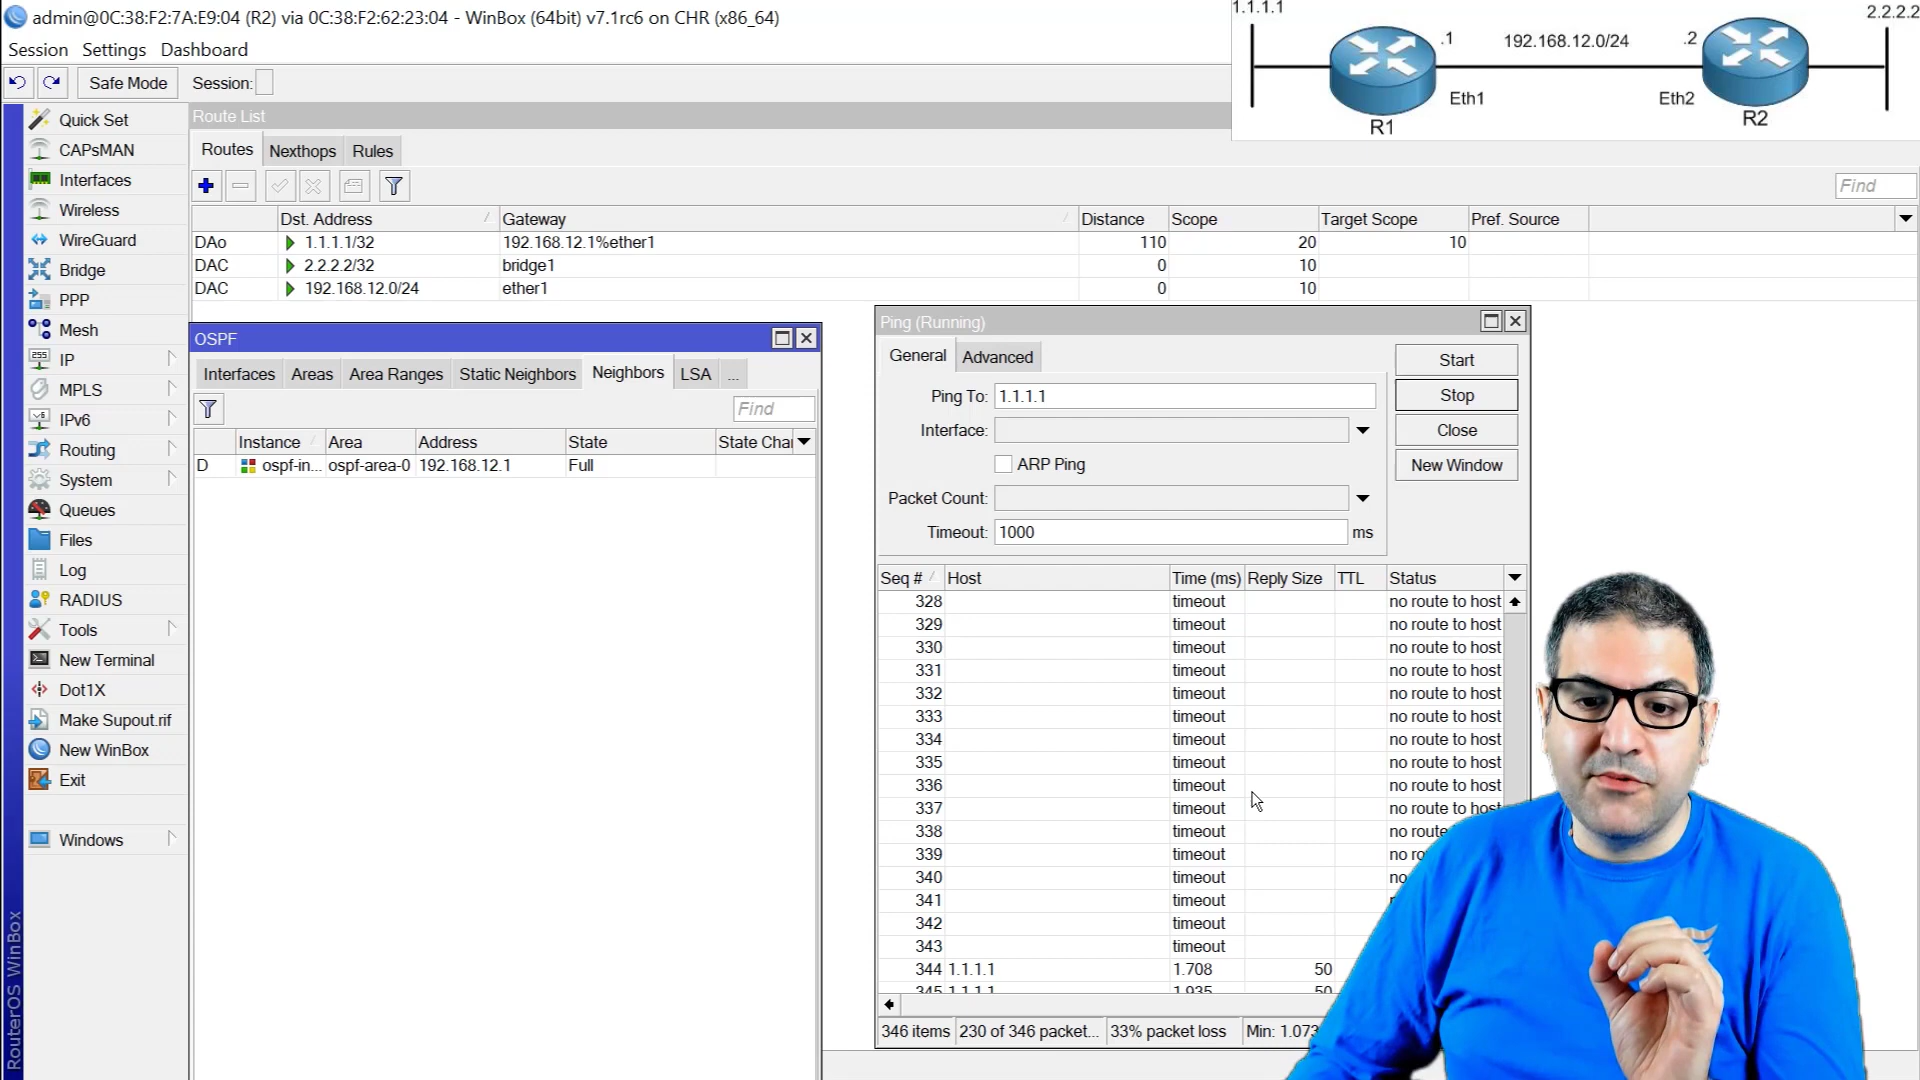 admin@0C:38:F2:7A:E9:04 (R2) via 0C:38:F2:62:23:04 - WinBox (64bit) v7.1rc6 on CHR (x86_64)
Session Settings Dashboard
Safe Mode Session:
1.1.1.1 2.2.2.2
.1 192.168.12.0/24 .2
Eth1 Eth2
R1 R2
Quick Set
CAPsMAN
Interfaces
Wireless
WireGuard
Bridge
PPP
Mesh
IP
MPLS
IPv6
Routing
System
Queues
Files
Log
RADIUS
Tools
New Terminal
Dot1X
Make Supout.rif
New WinBox
Exit
Windows
RouterOS WinBox
Route List
Routes Nexthops Rules
Find
Dst. Address Gateway Distance Scope Target Scope Pref. Source
DAo 1.1.1.1/32 192.168.12.1%ether1 110 20 10
DAC 2.2.2.2/32 bridge1 0 10
DAC 192.168.12.0/24 ether1 0 10
OSPF
Interfaces Areas Area Ranges Static Neighbors Neighbors LSA ...
Find
Instance Area Address State State Cha
D ospf-in... ospf-area-0 192.168.12.1 Full
Ping (Running)
General Advanced
Ping To: 1.1.1.1
Interface:
ARP Ping
Packet Count:
Timeout: 1000 ms
Start
Stop
Close
New Window
Seq # Host Time (ms) Reply Size TTL Status
328 timeout no route to host
329 timeout no route to host
330 timeout no route to host
331 timeout no route to host
332 timeout no route to host
333 timeout no route to host
334 timeout no route to host
335 timeout no route to host
336 timeout no route to host
337 timeout no route to host
338 timeout no route
339 timeout no ro
340 timeout no
341 timeout
342 timeout
343 timeout
344 1.1.1.1 1.708 50
345 1.1.1.1 1.935 50
346 items 230 of 346 packet... 33% packet loss Min: 1.073